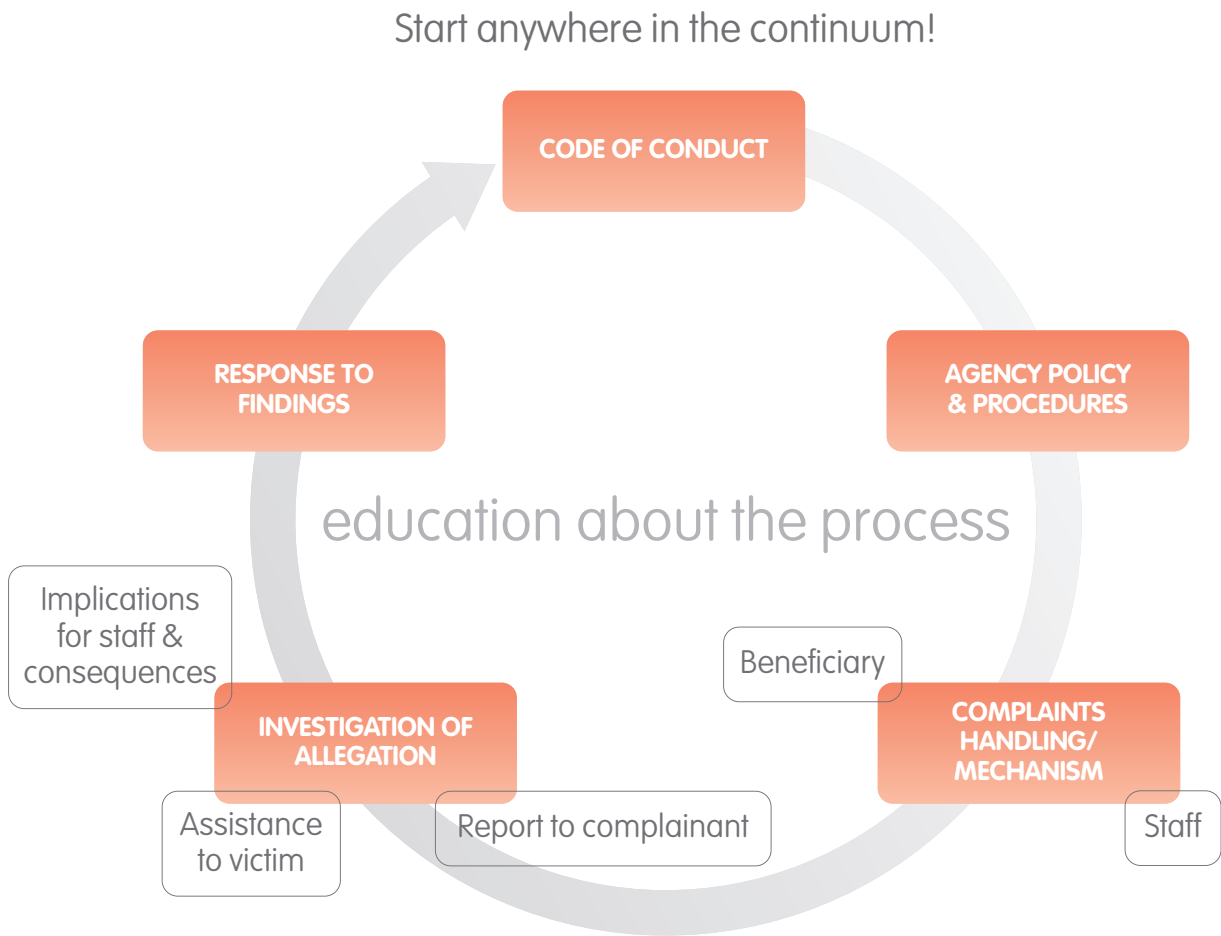 Start anywhere in the continuum!
CODE OF CONDUCT
AGENCY POLICY
& PROCEDURES
RESPONSE TO
FINDINGS
education about the process
Implications
for staff &
consequences
Beneficiary
COMPLAINTS
HANDLING/
MECHANISM
Staff
INVESTIGATION OF
ALLEGATION
Assistance
to victim
Report to complainant